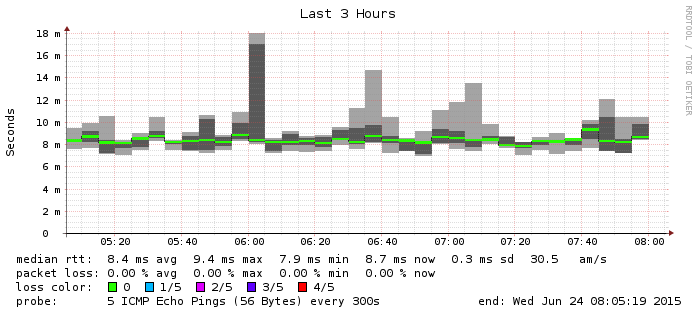 Last 3 Hours
RRDTOOL / TOBI OETIKER
Seconds
18 m
16 m
14 m
12 m
10 m
8 m
6 m
4 m
2 m
0
05:20 05:40 06:00 06:20 06:40 07:00 07:20 07:40 08:00
median rtt: 8.4 ms avg 9.4 ms max 7.9 ms min 8.7 ms now 0.3 ms sd 30.5 am/s
packet loss: 0.00 % avg 0.00 % max 0.00 % min 0.00 % now
loss color: 0 1/5 2/5 3/5 4/5
probe: 5 ICMP Echo Pings (56 Bytes) every 300s end: Wed Jun 24 08:05:19 2015